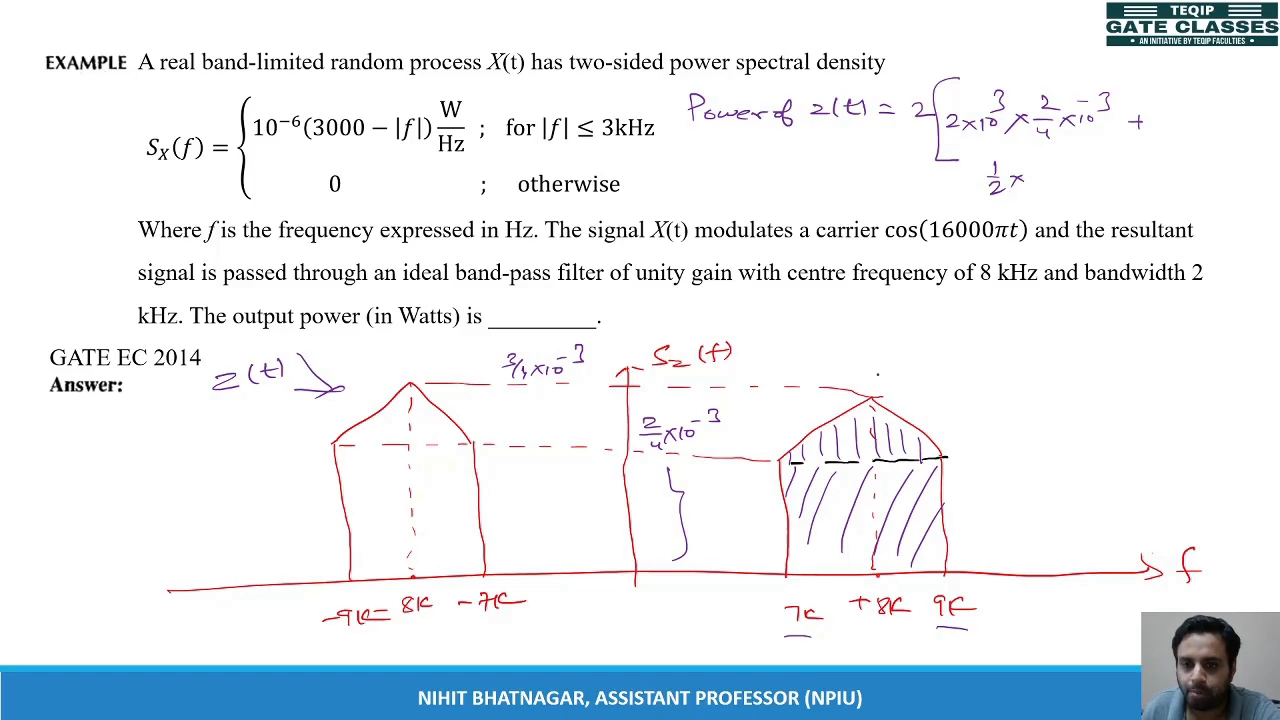 TEQIP
GATE CLASSES
AN INITIATIVE BY TEQIP FACULTIES
EXAMPLE A real band-limited random process X(t) has two-sided power spectral density
Power of z(t) = 2 [ 2×10³ × 2/4 ×10⁻³ +
1/2 ×
S_X(f) = { 10⁻⁶(3000 − |f|) W/Hz ; for |f| ≤ 3kHz
0 ; otherwise
Where f is the frequency expressed in Hz. The signal X(t) modulates a carrier cos(16000πt) and the resultant
signal is passed through an ideal band-pass filter of unity gain with centre frequency of 8 kHz and bandwidth 2
kHz. The output power (in Watts) is _________.
GATE EC 2014
Answer:
z(t)
3/4×10⁻³
S_z(f)
2/4×10⁻³
f
-9K
8K
-7K
7K
+8K
9K
NIHIT BHATNAGAR, ASSISTANT PROFESSOR (NPIU)